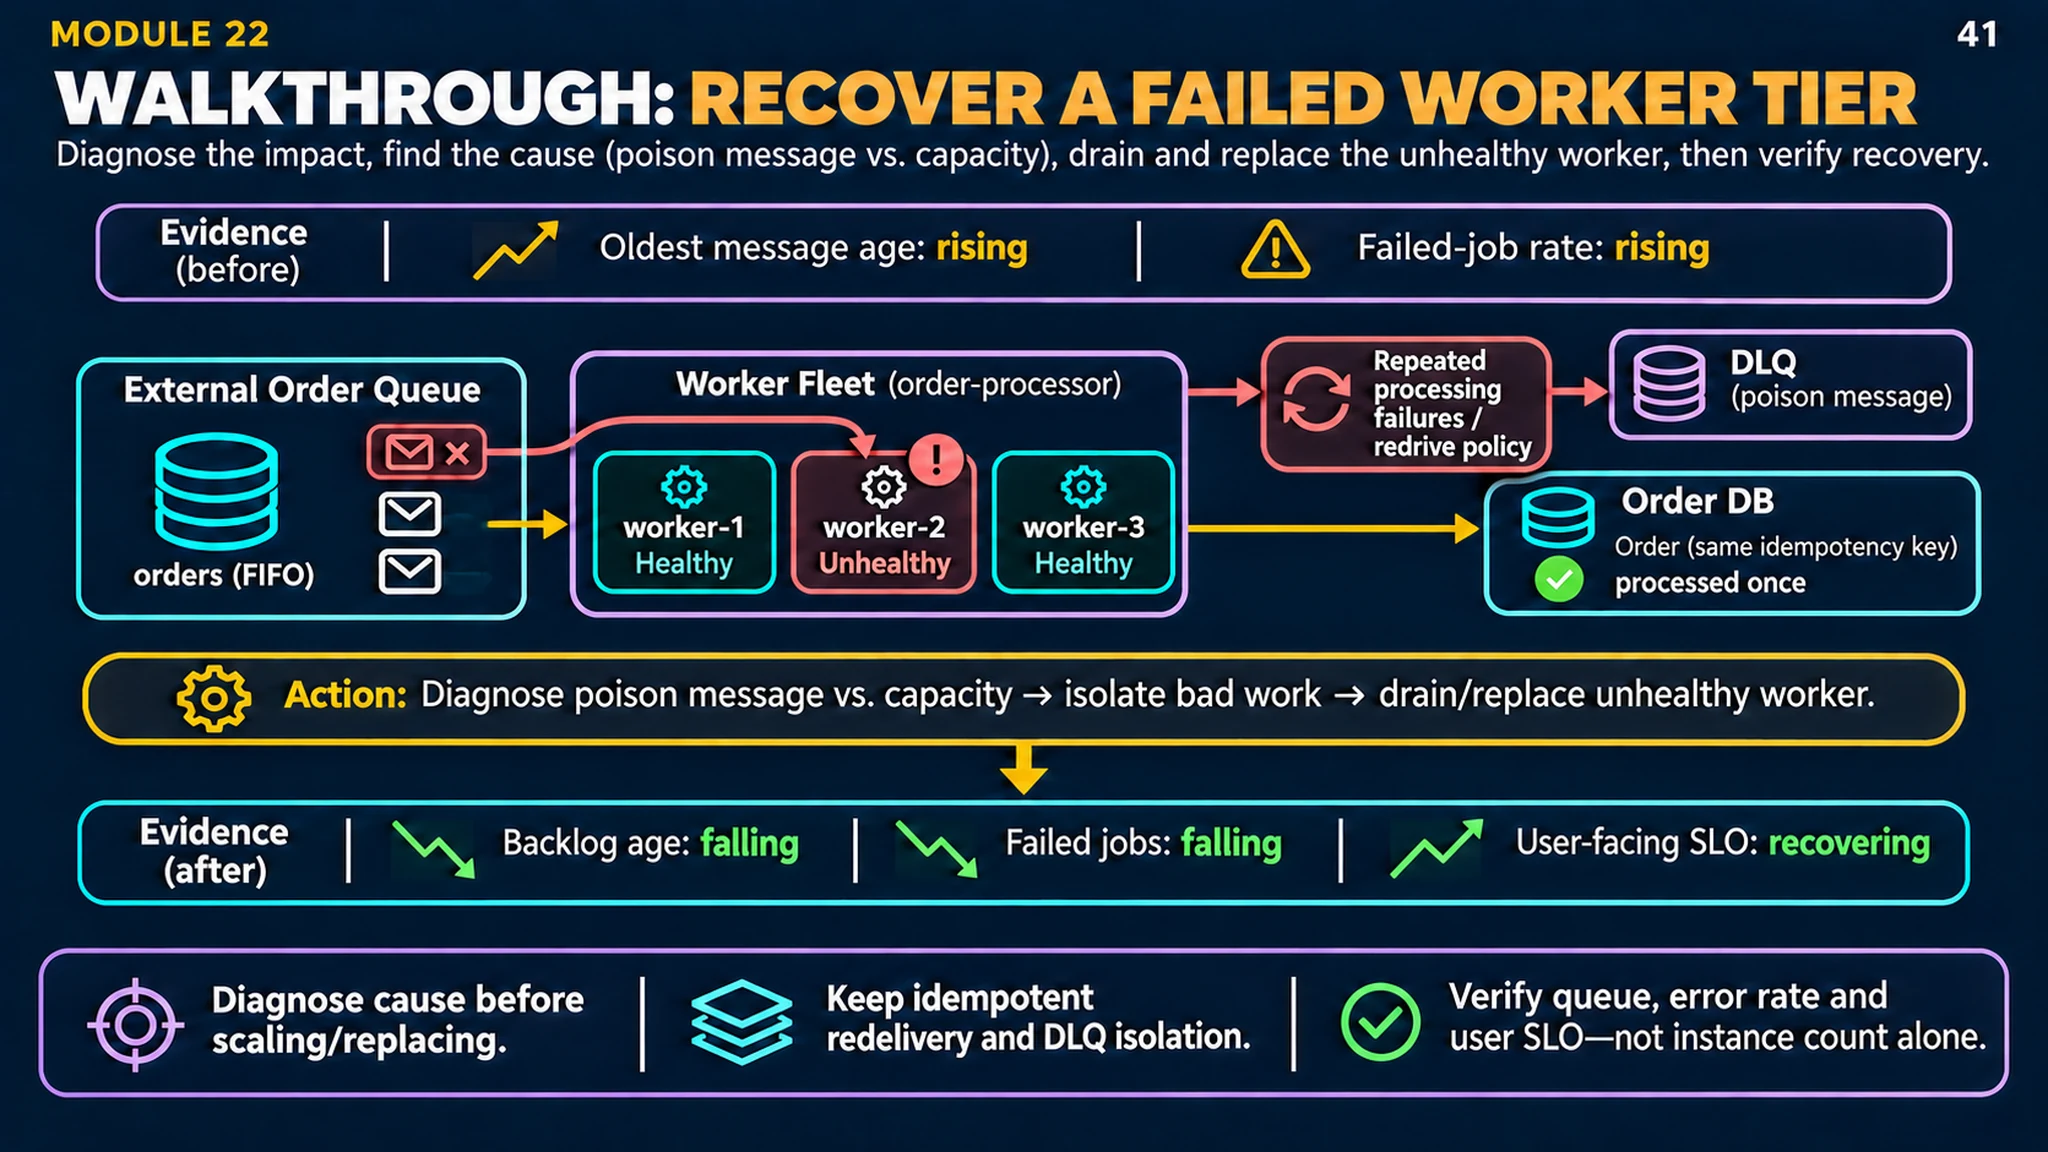 MODULE 22
41
WALKTHROUGH: RECOVER A FAILED WORKER TIER
Diagnose the impact, find the cause (poison message vs. capacity), drain and replace the unhealthy worker, then verify recovery.
Evidence
(before)
Oldest message age: rising
Failed-job rate: rising
External Order Queue
orders (FIFO)
Worker Fleet (order-processor)
worker-1
Healthy
worker-2
Unhealthy
worker-3
Healthy
Repeated
processing
failures /
redrive policy
DLQ
(poison message)
Order DB
Order (same idempotency key)
processed once
Action: Diagnose poison message vs. capacity → isolate bad work → drain/replace unhealthy worker.
Evidence
(after)
Backlog age: falling
Failed jobs: falling
User-facing SLO: recovering
Diagnose cause before
scaling/replacing.
Keep idempotent
redelivery and DLQ isolation.
Verify queue, error rate and
user SLO—not instance count alone.